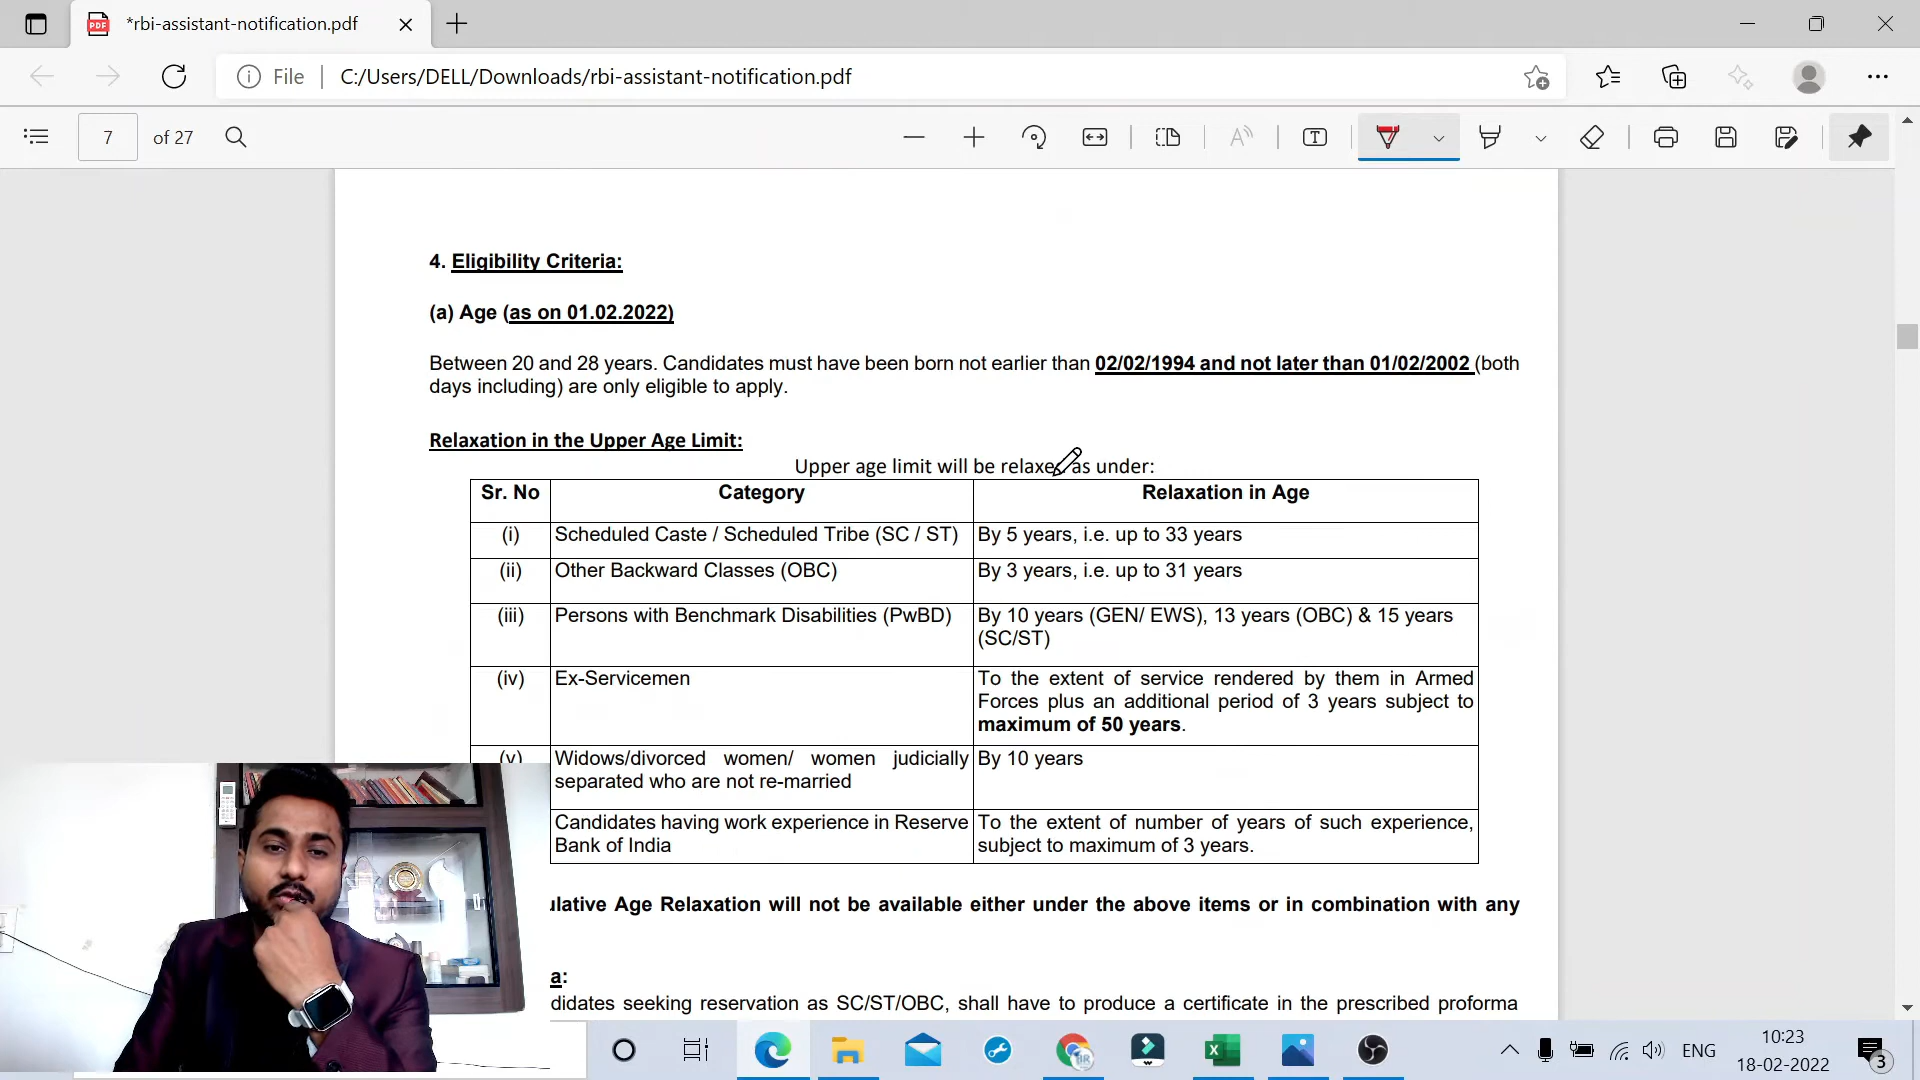 *rbi-assistant-notification.pdf
File
C:/Users/DELL/Downloads/rbi-assistant-notification.pdf
7 of 27
4. Eligibility Criteria:
(a) Age (as on 01.02.2022)
Between 20 and 28 years. Candidates must have been born not earlier than 02/02/1994 and not later than 01/02/2002 (both
days including) are only eligible to apply.
Relaxation in the Upper Age Limit:
Upper age limit will be relaxe as under:
Sr. No Category Relaxation in Age
(i) Scheduled Caste / Scheduled Tribe (SC / ST) By 5 years, i.e. up to 33 years
(ii) Other Backward Classes (OBC) By 3 years, i.e. up to 31 years
(iii) Persons with Benchmark Disabilities (PwBD) By 10 years (GEN/ EWS), 13 years (OBC) & 15 years
(SC/ST)
(iv) Ex-Servicemen To the extent of service rendered by them in Armed
Forces plus an additional period of 3 years subject to
maximum of 50 years.
(v) Widows/divorced women/ women judicially By 10 years
separated who are not re-married
Candidates having work experience in Reserve To the extent of number of years of such experience,
Bank of India subject to maximum of 3 years.
ulative Age Relaxation will not be available either under the above items or in combination with any
a:
didates seeking reservation as SC/ST/OBC, shall have to produce a certificate in the prescribed proforma
ENG
10:23
18-02-2022
3